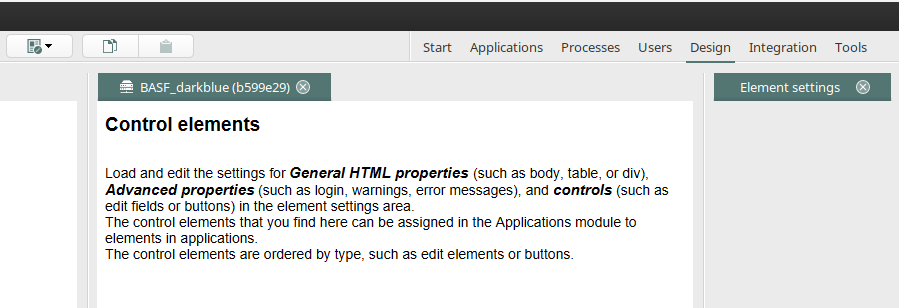 Start Applications Processes Users Design Integration Tools
BASF_darkblue (b599e29)
Element settings
Control elements
Load and edit the settings for General HTML properties (such as body, table, or div),
Advanced properties (such as login, warnings, error messages), and controls (such as
edit fields or buttons) in the element settings area.
The control elements that you find here can be assigned in the Applications module to
elements in applications.
The control elements are ordered by type, such as edit elements or buttons.